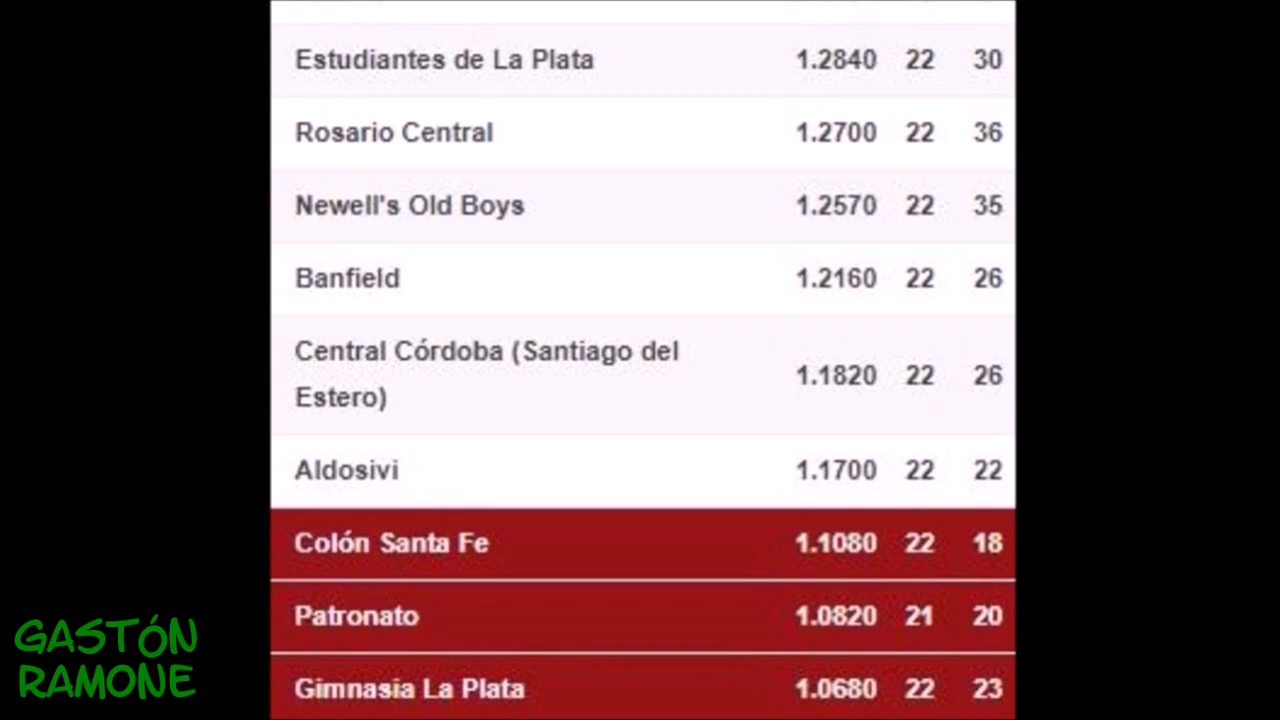 Estudiantes de La Plata 1.2840 22 30
Rosario Central 1.2700 22 36
Newell's Old Boys 1.2570 22 35
Banfield 1.2160 22 26
Central Córdoba (Santiago del
Estero) 1.1820 22 26
Aldosivi 1.1700 22 22
Colón Santa Fe 1.1080 22 18
Patronato 1.0820 21 20
Gimnasia La Plata 1.0680 22 23
GASTÓN
RAMONE